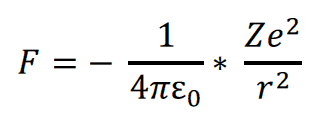 F = − 1/(4πε₀) * Ze²/r²